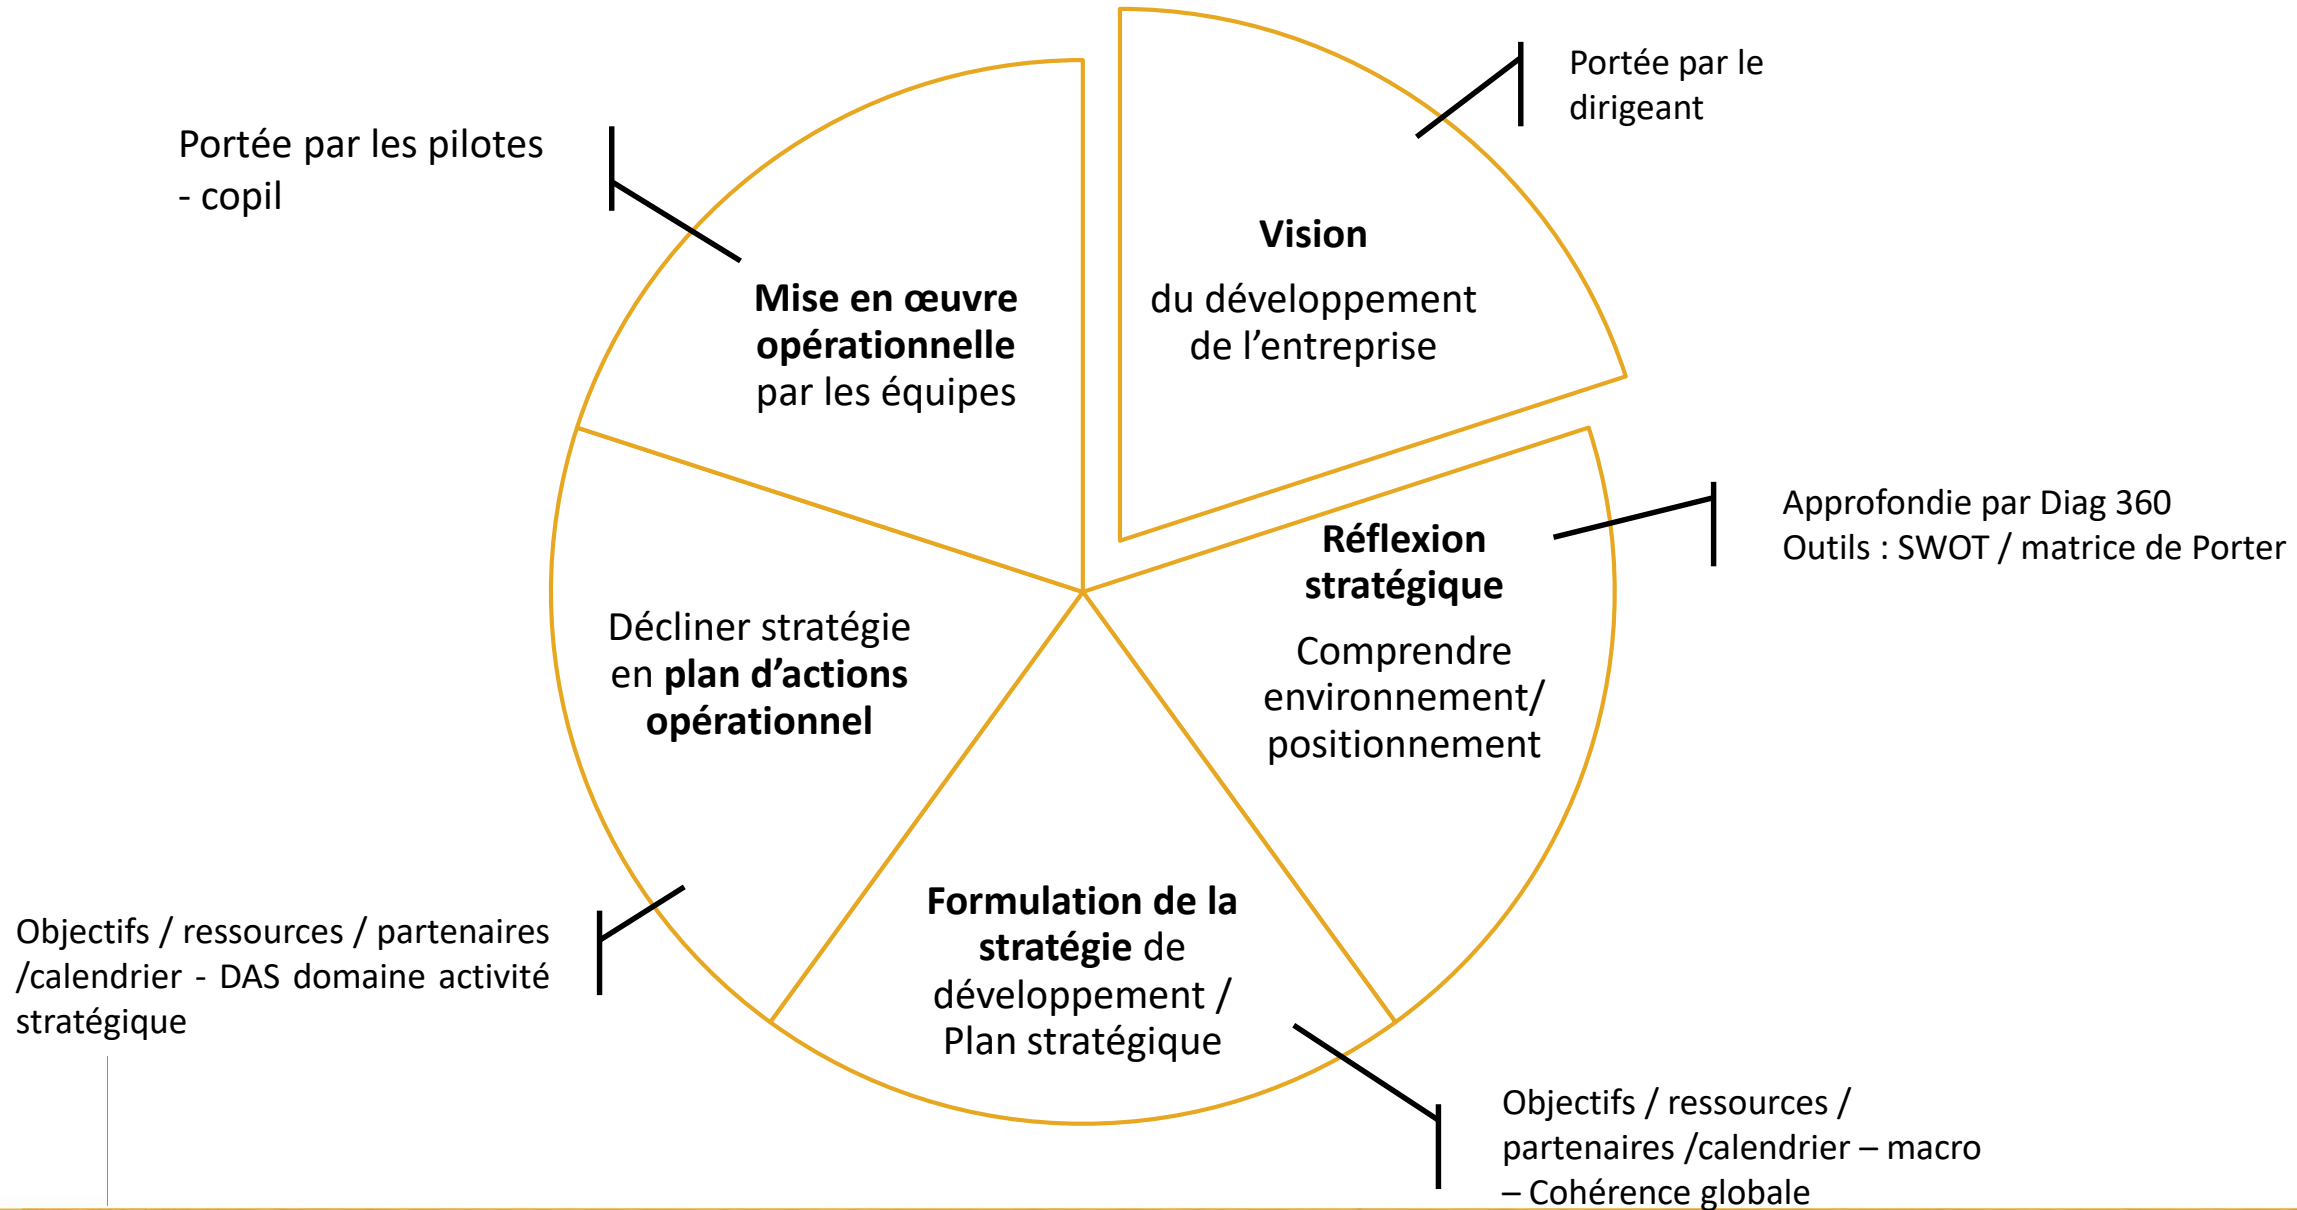 Portée par le
dirigeant
Vision
du développement
de l’entreprise
Approfondie par Diag 360
Outils : SWOT / matrice de Porter
Réflexion
stratégique
Comprendre
environnement/
positionnement
Formulation de la
stratégie de
développement /
Plan stratégique
Objectifs / ressources /
partenaires /calendrier – macro
– Cohérence globale
Décliner stratégie
en plan d’actions
opérationnel
Objectifs / ressources / partenaires
/calendrier - DAS domaine activité
stratégique
Mise en œuvre
opérationnelle
par les équipes
Portée par les pilotes
- copil